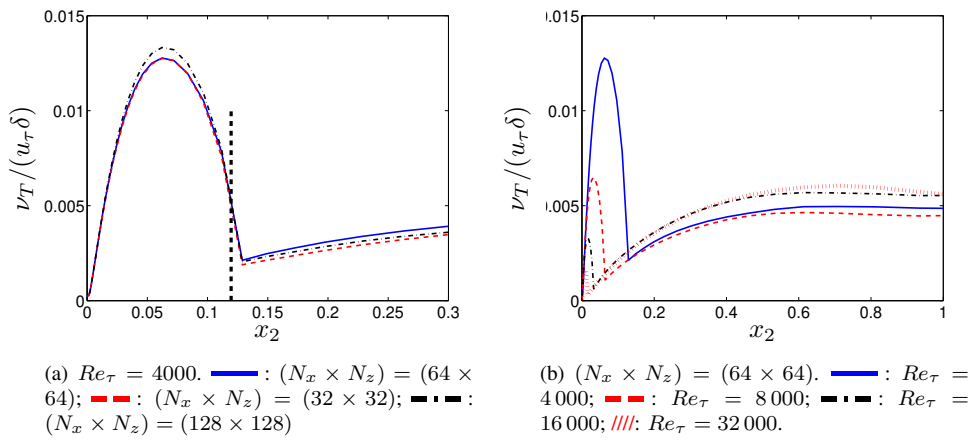 0.015
0.01
0.005
0
ν_T/(u_τδ)
0 0.05 0.1 0.15 0.2 0.25 0.3
x_2
(a) Re_τ = 4000. : (N_x × N_z) = (64 ×
64); : (N_x × N_z) = (32 × 32); :
(N_x × N_z) = (128 × 128)
).015
0.01
0.005
0
ν_T/(u_τδ)
0 0.2 0.4 0.6 0.8 1
x_2
(b) (N_x × N_z) = (64 × 64). : Re_τ =
4 000; : Re_τ = 8 000; : Re_τ =
16 000; : Re_τ = 32 000.